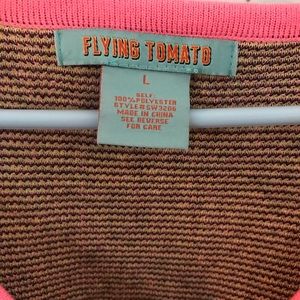 FLYING TOMATO
L
SELF:
100%POLYESTER
STYLE#SW3206
MADE IN CHINA
SEE REVERSE
FOR CARE